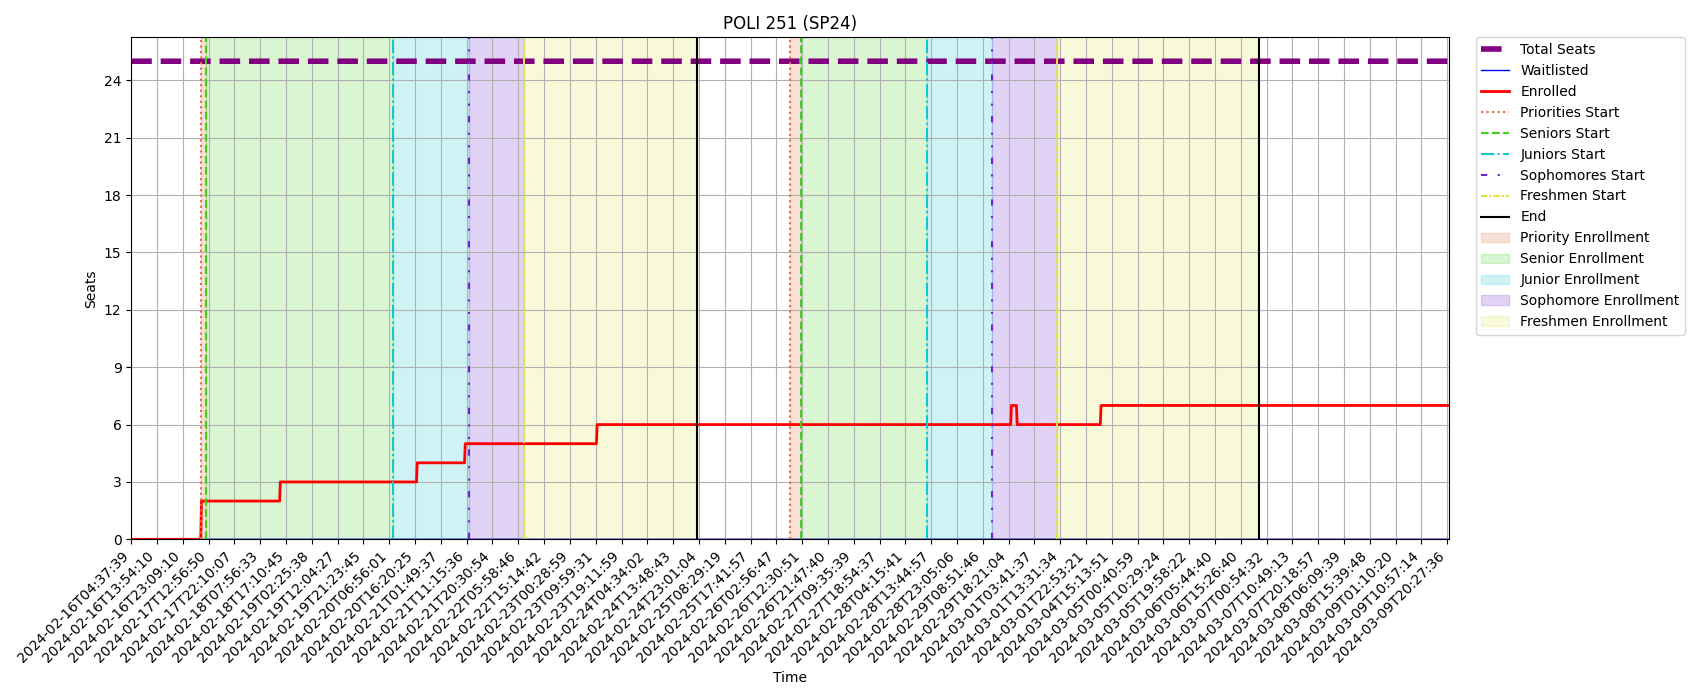 POLI 251 (SP24)
Seats
24
21
18
15
12
9
6
3
0
2024-02-16T04:37:39
2024-02-16T13:54:10
2024-02-16T23:09:10
2024-02-17T12:56:50
2024-02-17T22:10:07
2024-02-18T07:56:33
2024-02-18T17:10:45
2024-02-19T02:25:38
2024-02-19T12:04:27
2024-02-19T21:23:45
2024-02-20T06:56:01
2024-02-20T16:20:25
2024-02-21T01:49:37
2024-02-21T11:15:36
2024-02-21T20:30:54
2024-02-22T05:58:46
2024-02-22T15:14:42
2024-02-23T00:28:59
2024-02-23T09:59:31
2024-02-23T19:11:59
2024-02-24T04:34:02
2024-02-24T13:48:43
2024-02-24T23:01:04
2024-02-25T08:29:19
2024-02-25T17:41:57
2024-02-26T02:56:47
2024-02-26T12:30:51
2024-02-26T21:47:40
2024-02-27T09:35:39
2024-02-27T18:54:37
2024-02-28T04:15:41
2024-02-28T13:44:57
2024-02-28T23:05:06
2024-02-29T08:51:46
2024-02-29T18:21:04
2024-03-01T03:41:37
2024-03-01T13:31:34
2024-03-01T22:53:21
2024-03-04T15:13:51
2024-03-05T00:40:59
2024-03-05T10:29:24
2024-03-05T19:58:22
2024-03-06T05:44:40
2024-03-06T15:26:40
2024-03-07T00:54:32
2024-03-07T10:49:13
2024-03-07T20:18:57
2024-03-08T06:09:39
2024-03-08T15:39:48
2024-03-09T01:10:20
2024-03-09T10:57:14
2024-03-09T20:27:36
Time
Total Seats
Waitlisted
Enrolled
Priorities Start
Seniors Start
Juniors Start
Sophomores Start
Freshmen Start
End
Priority Enrollment
Senior Enrollment
Junior Enrollment
Sophomore Enrollment
Freshmen Enrollment